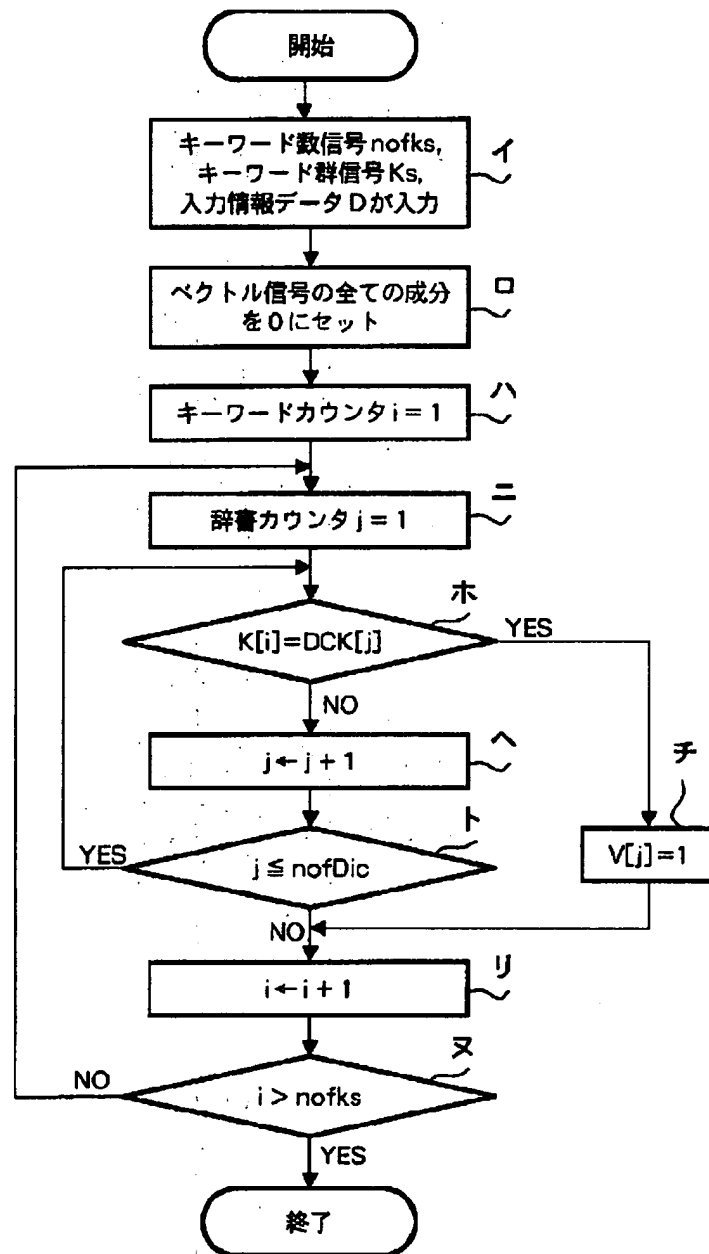 開始
キーワード数信号nofks,
キーワード群信号Ks,
入力情報データDが入力
イ
ベクトル信号の全ての成分
を0にセット
ロ
キーワードカウンタi=1
ハ
辞書カウンタj=1
ニ
K[i]=DCK[j]
ホ
YES
NO
j←j+1
ヘ
チ
V[j]=1
j≦nofDic
ト
YES
NO
i←i+1
リ
i>nofks
ヌ
NO
YES
終了